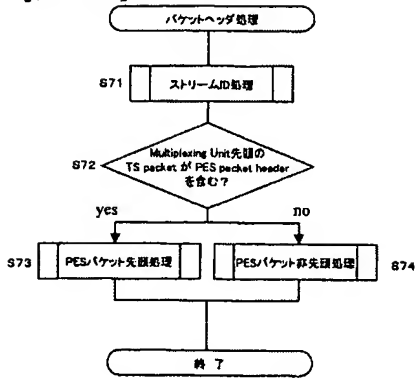 パケットヘッダ処理
S71
ストリームID処理
S72
Multiplexing Unit先頭の
TS packet が PES packet header
を含む？
yes
no
S73
PESパケット先頭処理
PESパケット非先頭処理
S74
終了